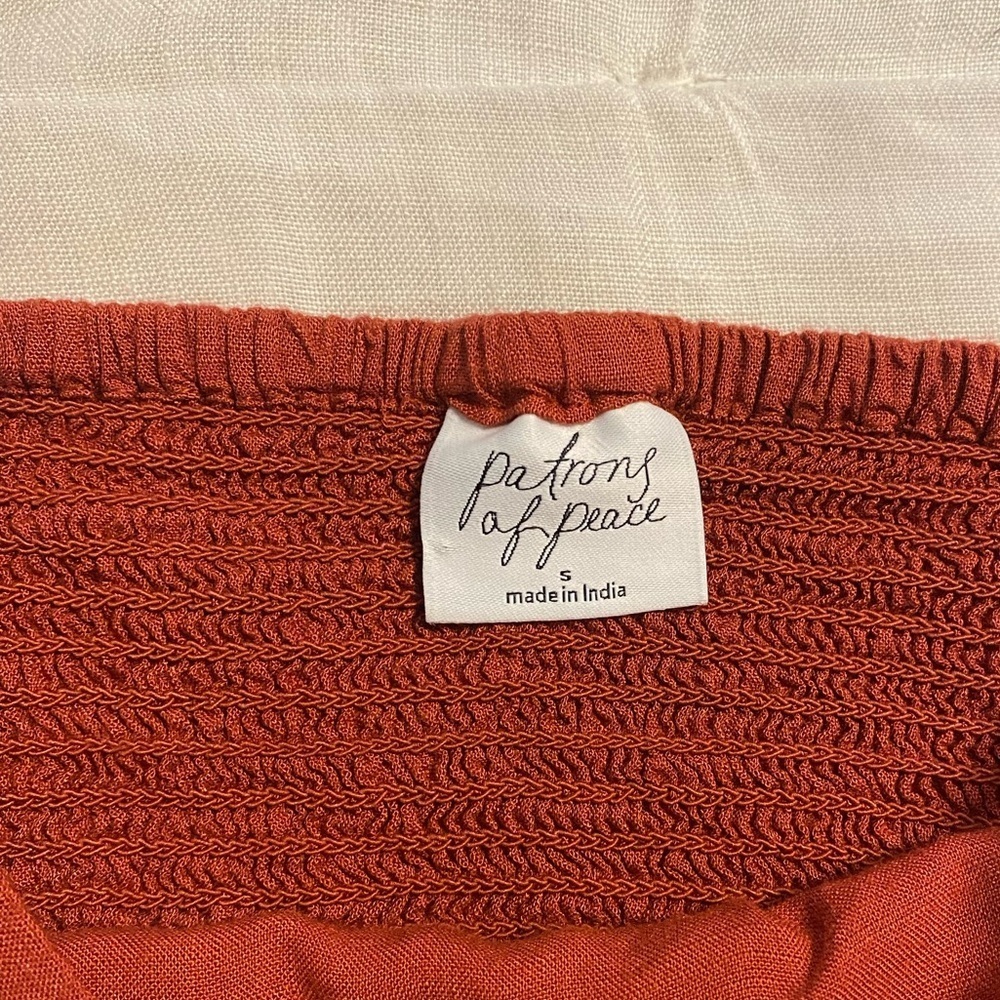 patrons
of peace
s
made in India